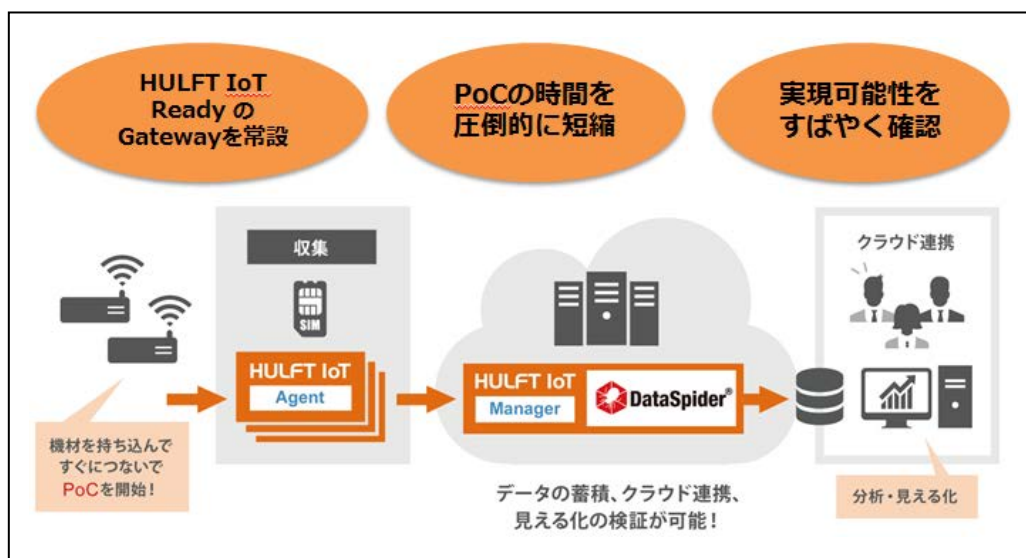 HULFT IoT
Ready の
Gatewayを常設
PoCの時間を
圧倒的に短縮
実現可能性を
すばやく確認
収集
SIM
HULFT IoT
Agent
機材を持ち込んで
すぐにつないで
PoCを開始!
HULFT IoT
Manager
DataSpider®
データの蓄積、クラウド連携、
見える化の検証が可能!
クラウド連携
分析・見える化